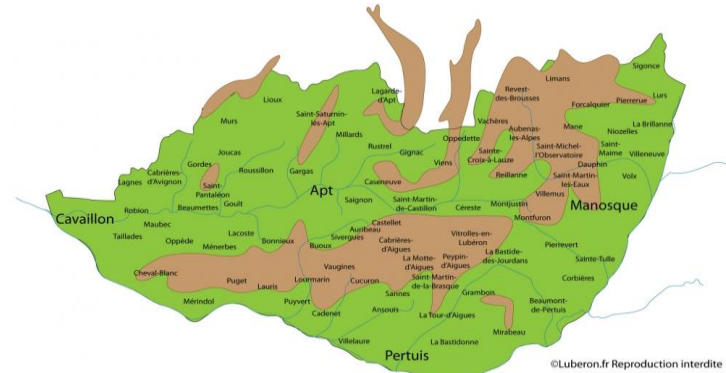 Sigonce
Limans
Lurs
Lagarde-
d'Apt
Revest-
des-Brousses
Pierrerue
Forcalquier
Lioux
Saint-Saturnin-
lès-Apt
Vachères
La Brillanne
Murs
Aubenas-
les-Alpes
Mane
Niozelles
Millards
Oppedette
Saint-Michel-
l'Observatoire
Saint-
Maime
Rustrel
Joucas
Gignac
Sainte-
Croix-à-Lauze
Villeneuve
Dauphin
Gordes
Viens
Cabrières-
d'Avignon
Roussillon
Gargas
Reillanne
Saint-Martin-
les-Eaux
Volx
Lagnes
Saint-
Pantaléon
Caseneuve
Apt
Villemus
Saignon
Saint-Martin-
de-Castillon
Montjustin
Manosque
Goult
Beaumettes
Céreste
Robion
Cavaillon
Montfuron
Maubec
Castellet
Taillades
Lacoste
Auribeau
Vitrolles-en-
Lubéron
Oppède
Bonnieux
Sivergues
Ménerbes
Buoux
Cabrières-
d'Aigues
Pierrevert
La Bastide-
des-Jourdans
La Motte-
d'Aigues
Peypin-
d'Aigues
Sainte-Tulle
Cheval-Blanc
Vaugines
Saint-Martin-
de-la-Brasque
Corbières
Puget
Lourmarin
Cucuron
Lauris
Sannes
Grambois
Mérindol
Puyvert
Beaumont-
de-Pertuis
Ansouis
Cadenet
La Tour-d'Aigues
Mirabeau
Villelaure
La Bastidonne
Pertuis
©Luberon.fr Reproduction interdite